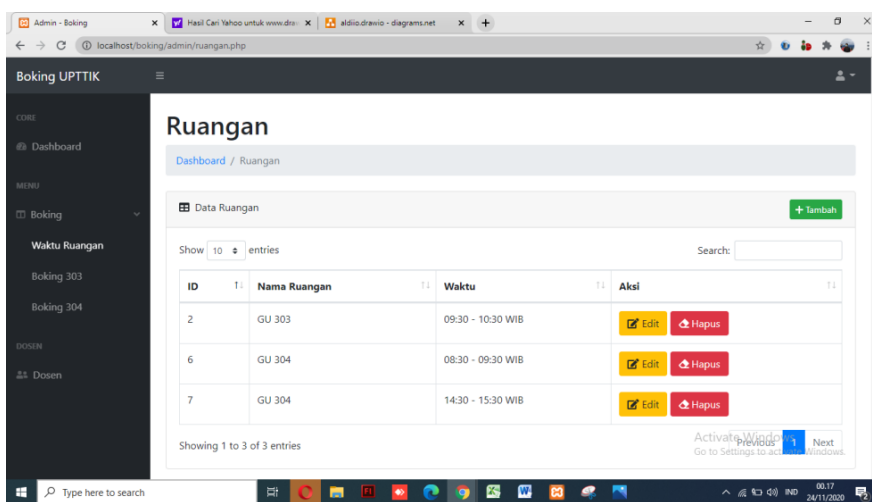 Admin - Boking
Hasil Cari Yahoo untuk www.dra
aldiio.drawio - diagrams.net
localhost/boking/admin/ruangan.php
Boking UPTTIK
CORE
Dashboard
MENU
Boking
Waktu Ruangan
Boking 303
Boking 304
DOSEN
Dosen
Ruangan
Dashboard / Ruangan
Data Ruangan
+ Tambah
Show 10 entries
Search:
ID Nama Ruangan Waktu Aksi
2 GU 303 09:30 - 10:30 WIB Edit Hapus
6 GU 304 08:30 - 09:30 WIB Edit Hapus
7 GU 304 14:30 - 15:30 WIB Edit Hapus
Showing 1 to 3 of 3 entries
Previous 1 Next
Activate Windows
Go to Settings to activate Windows.
Type here to search
IND
00.17
24/11/2020